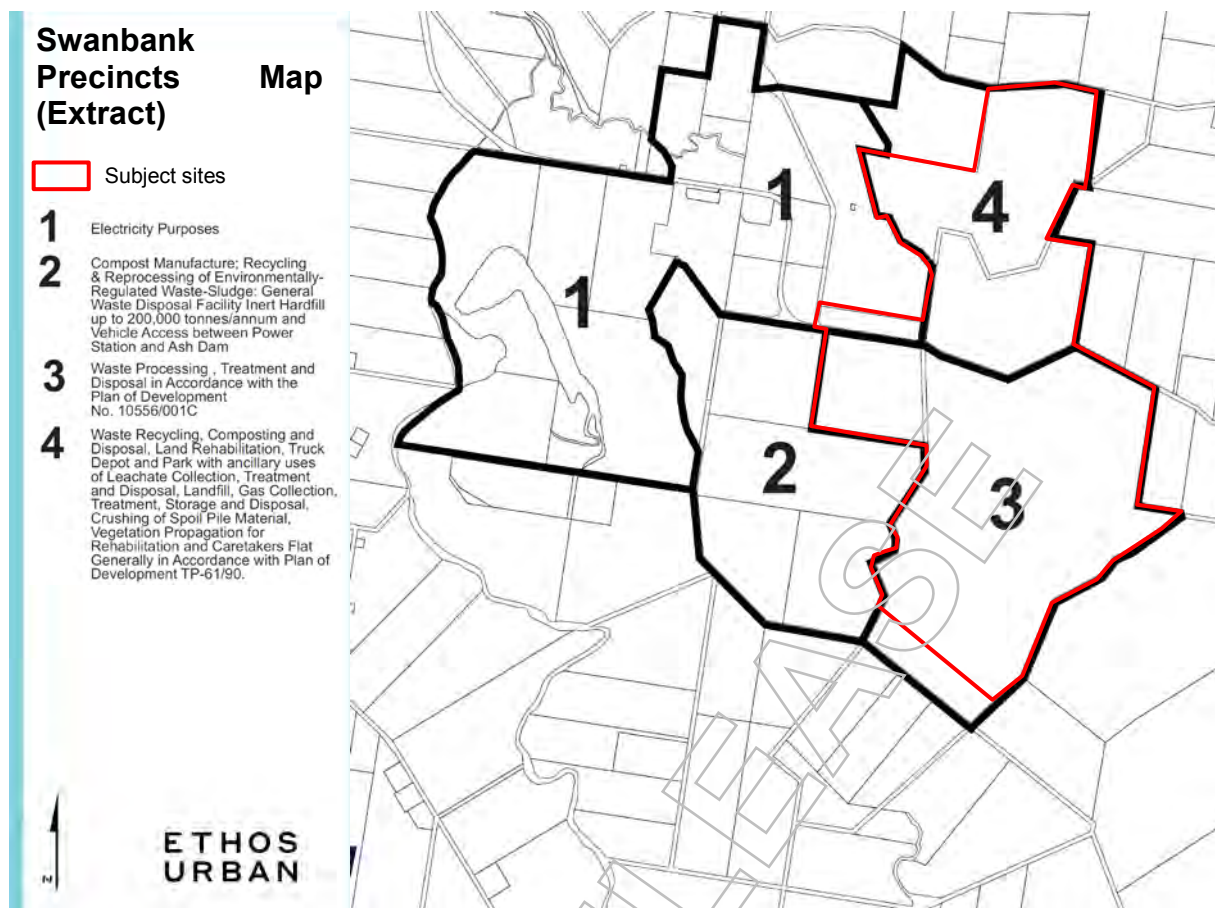 Swanbank
Precincts Map
(Extract)
Subject sites
1
Electricity Purposes
2
Compost Manufacture; Recycling
& Reprocessing of Environmentally-
Regulated Waste-Sludge: General
Waste Disposal Facility Inert Hardfill
up to 200,000 tonnes/annum and
Vehicle Access between Power
Station and Ash Dam
3
Waste Processing , Treatment and
Disposal in Accordance with the
Plan of Development
No. 10556/001C
4
Waste Recycling, Composting and
Disposal, Land Rehabilitation, Truck
Depot and Park with ancillary uses
of Leachate Collection, Treatment
and Disposal, Landfill, Gas Collection,
Treatment, Storage and Disposal,
Crushing of Spoil Pile Material,
Vegetation Propagation for
Rehabilitation and Caretakers Flat
Generally in Accordance with Plan of
Development TP-61/90.
N
ETHOS
URBAN
1
4
1
2
3
EASE